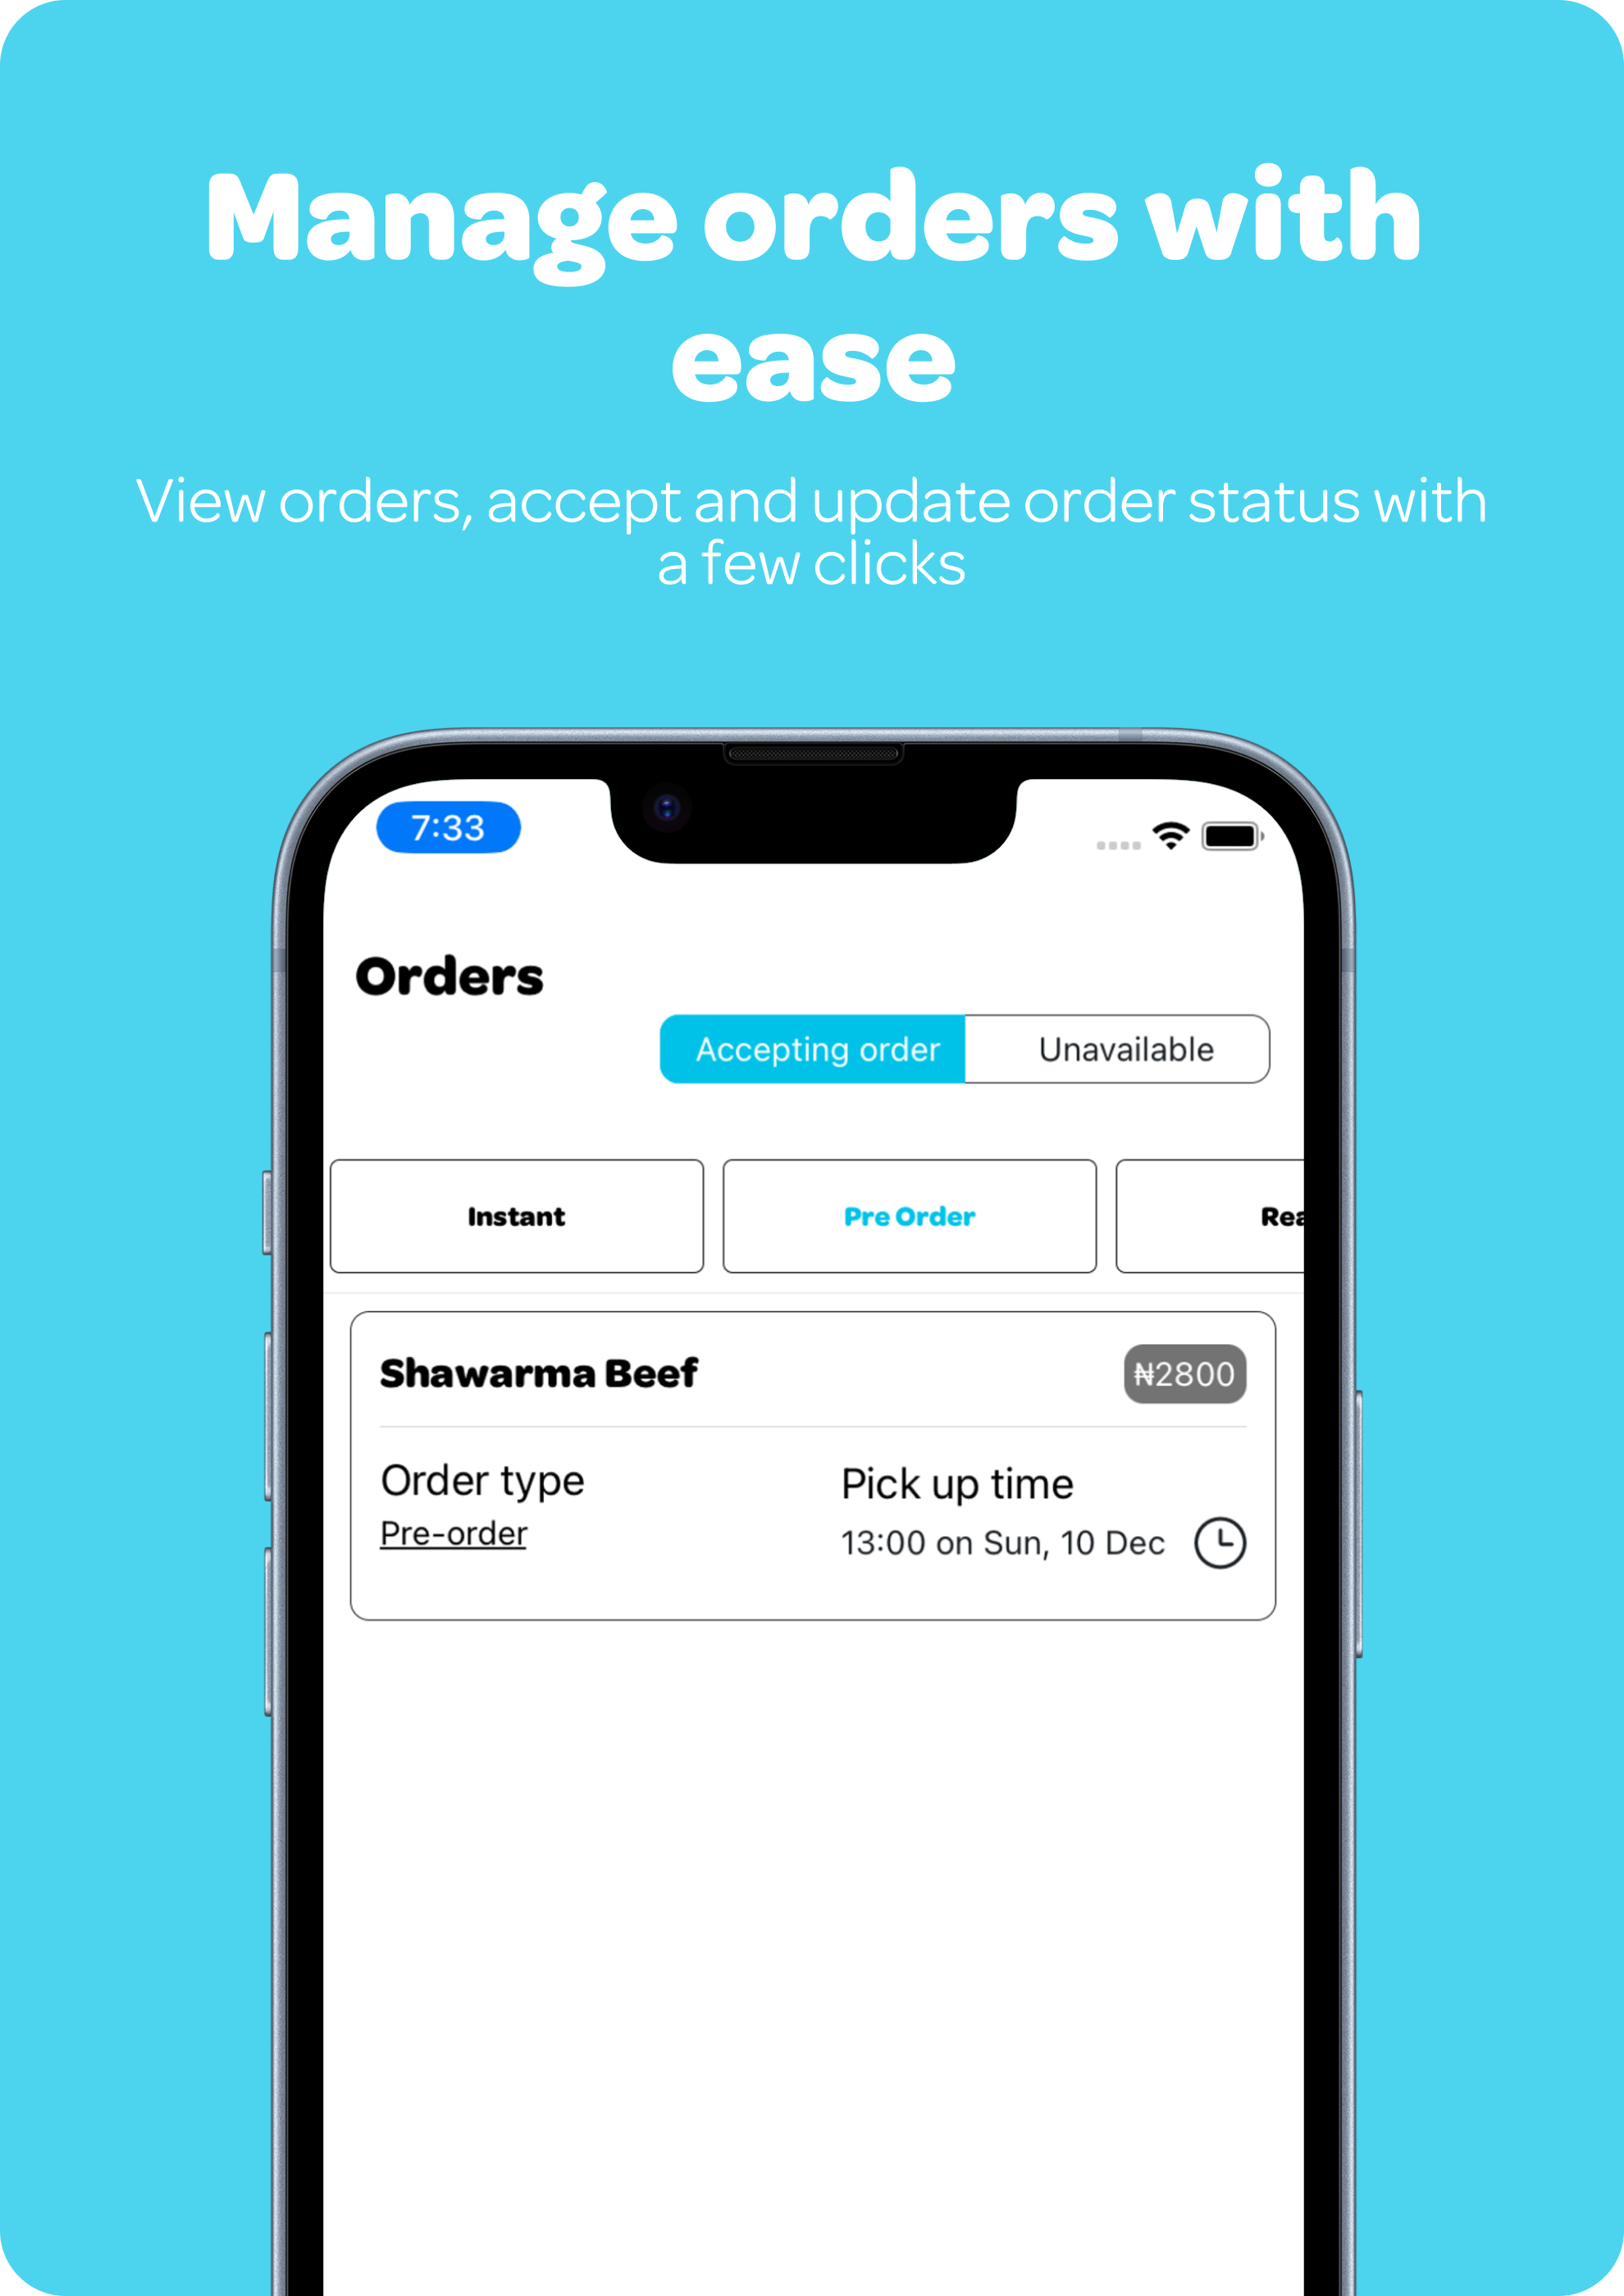 Manage orders with
ease
View orders, accept and update order status with
a few clicks
7:33
Orders
Accepting order Unavailable
Instant Pre Order
Shawarma Beef ₦2800
Order type Pick up time
Pre-order 13:00 on Sun, 10 Dec